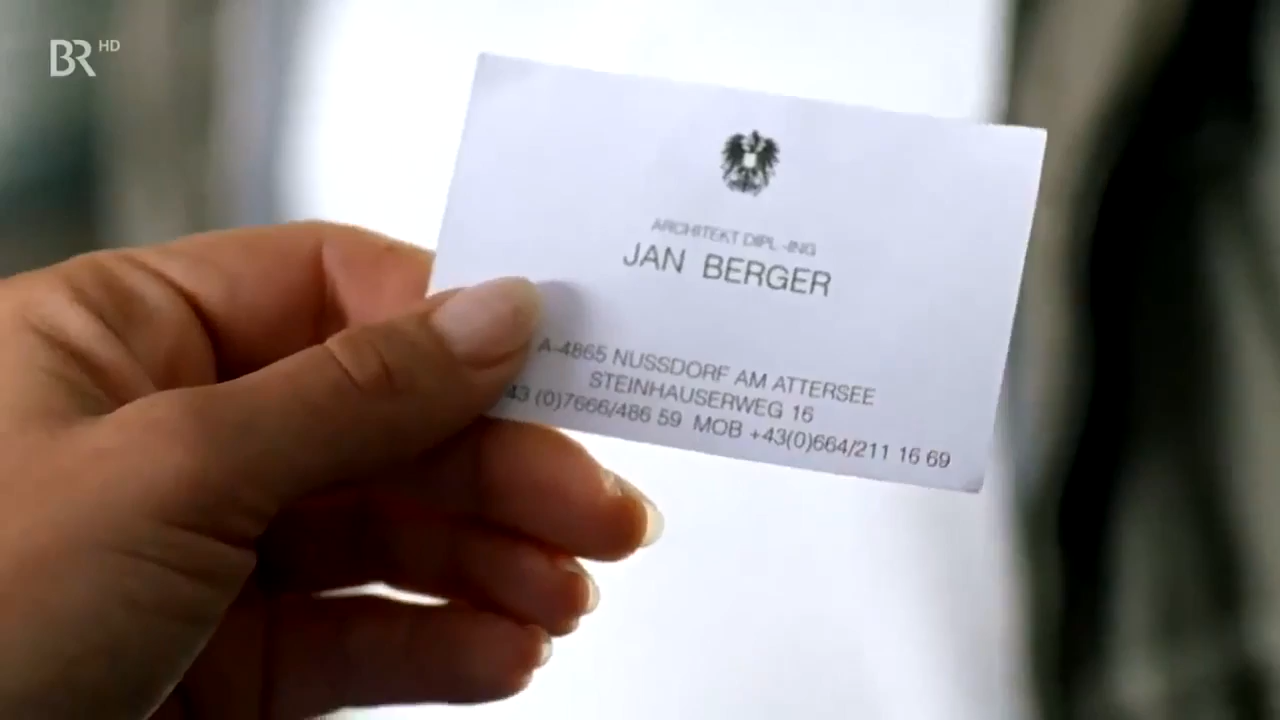 BR HD
ARCHITEKT DIPL.-ING
JAN BERGER
A-4865 NUSSDORF AM ATTERSEE
STEINHAUSERWEG 16
43 (0)7666/486 59 MOB +43(0)664/211 16 69